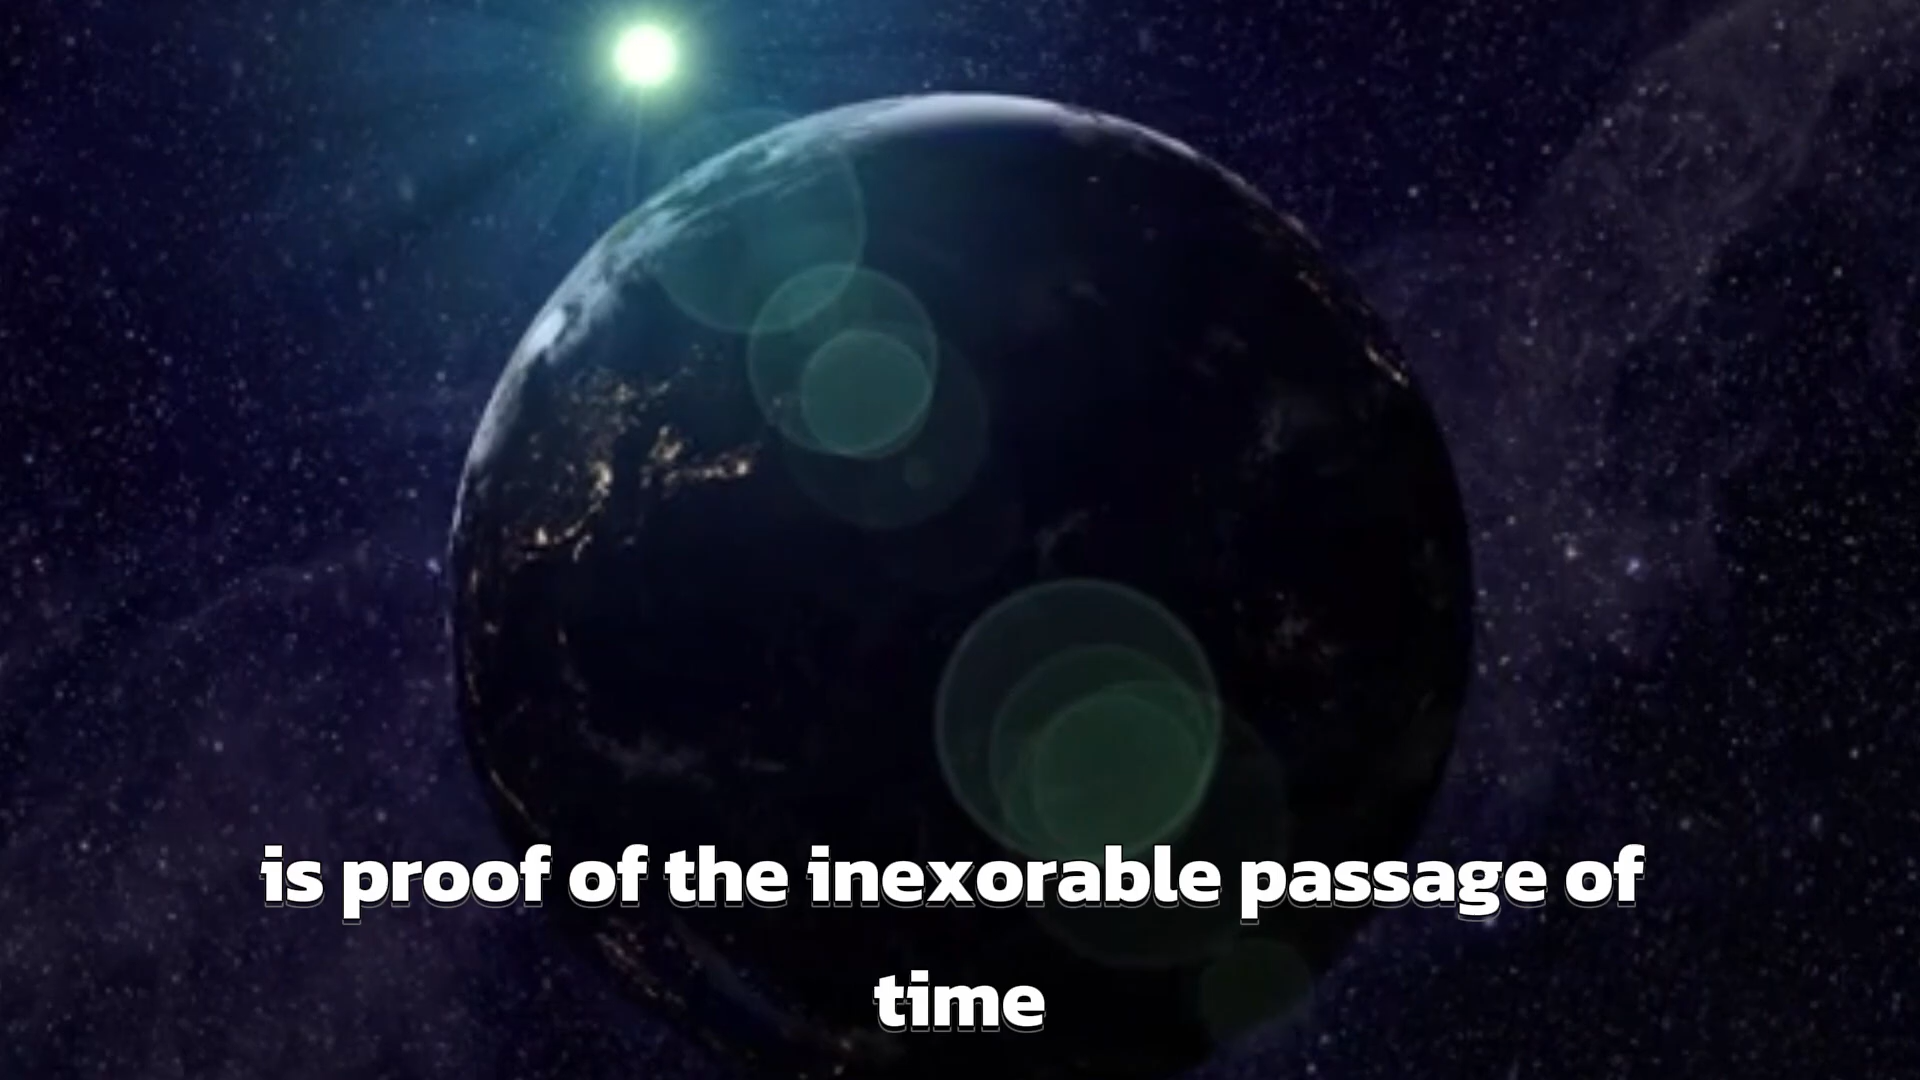 is proof of the inexorable passage of
time